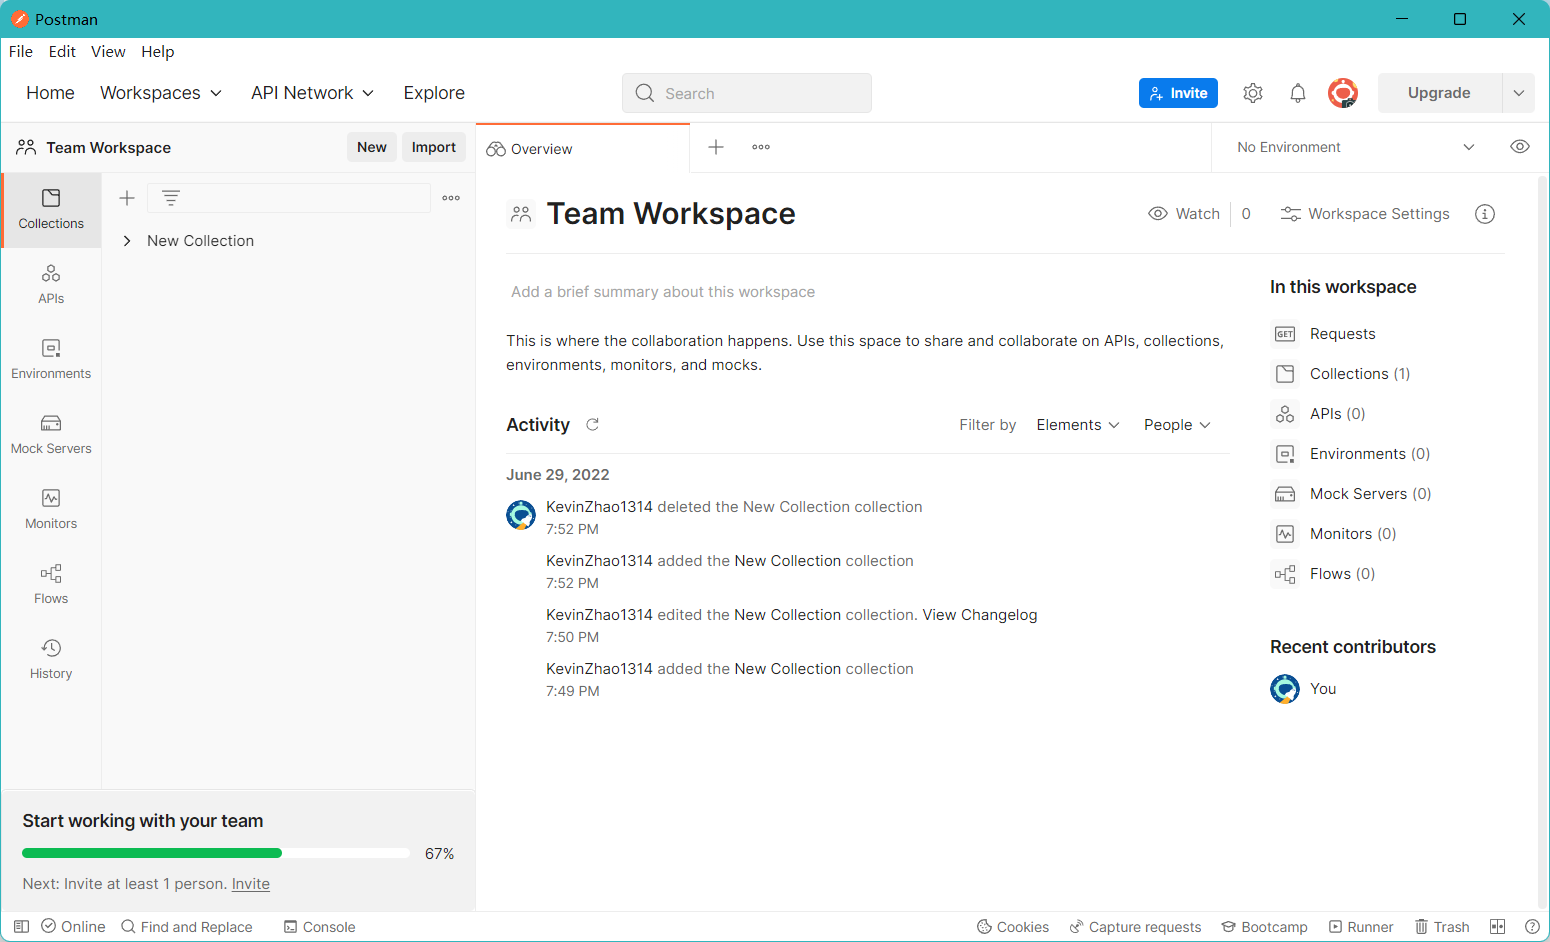 Postman
File Edit View Help
Home Workspaces API Network Explore Search Invite Upgrade
Team Workspace New Import Overview No Environment
Collections
New Collection
APIs
Environments
Mock Servers
Monitors
Flows
History
Team Workspace Watch 0 Workspace Settings
Add a brief summary about this workspace
This is where the collaboration happens. Use this space to share and collaborate on APIs, collections,
environments, monitors, and mocks.
Activity Filter by Elements People
June 29, 2022
KevinZhao1314 deleted the New Collection collection
7:52 PM
KevinZhao1314 added the New Collection collection
7:52 PM
KevinZhao1314 edited the New Collection collection. View Changelog
7:50 PM
KevinZhao1314 added the New Collection collection
7:49 PM
In this workspace
GET Requests
Collections (1)
APIs (0)
Environments (0)
Mock Servers (0)
Monitors (0)
Flows (0)
Recent contributors
You
Start working with your team
67%
Next: Invite at least 1 person. Invite
Online Find and Replace Console Cookies Capture requests Bootcamp Runner Trash